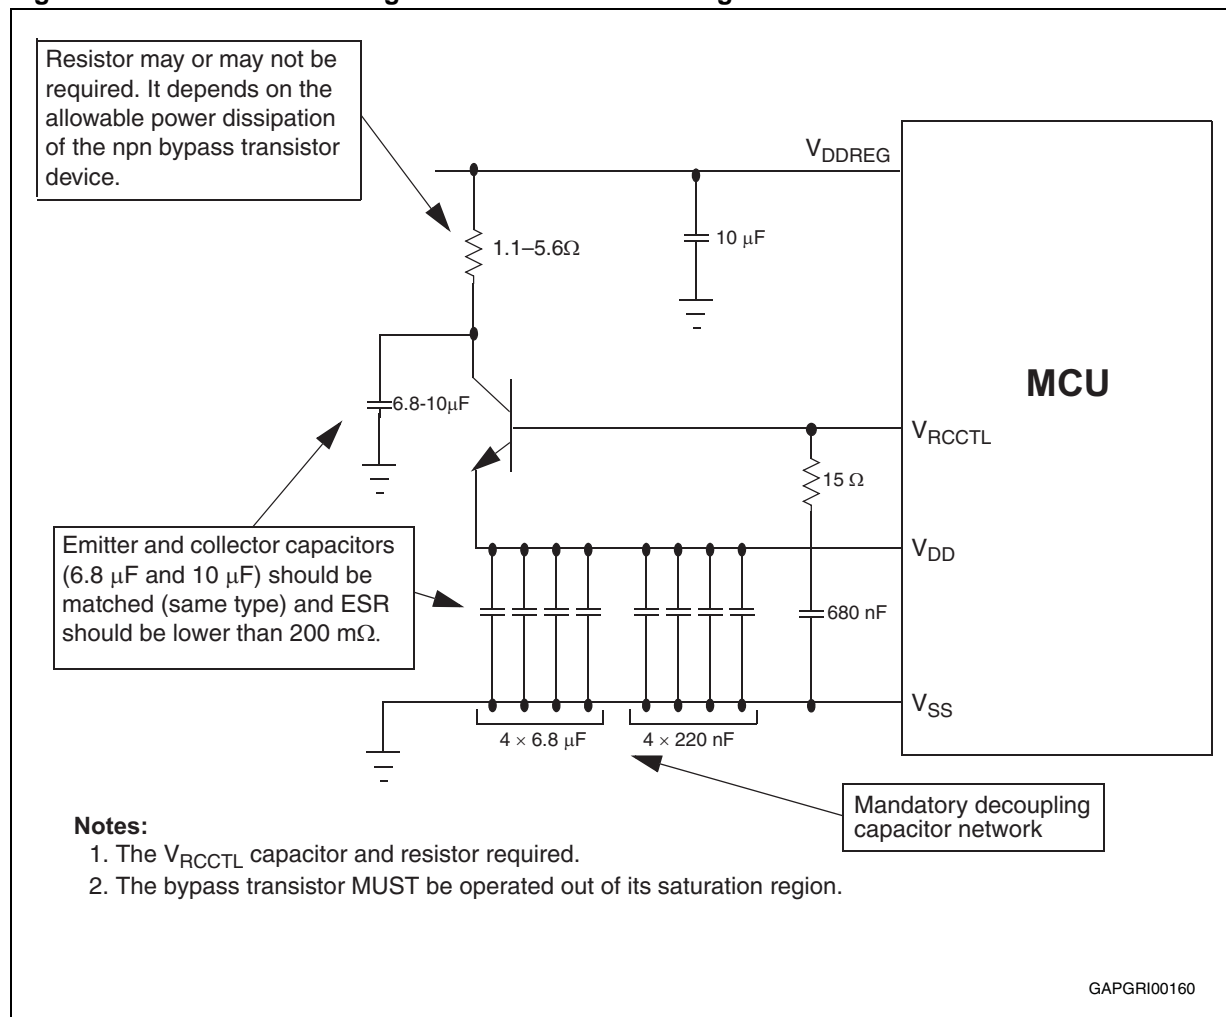 Resistor may or may not be
required. It depends on the
allowable power dissipation
of the npn bypass transistor
device.
VDDREG
1.1–5.6Ω
10 μF
MCU
6.8-10μF
VRCCTL
15 Ω
Emitter and collector capacitors
(6.8 μF and 10 μF) should be
matched (same type) and ESR
should be lower than 200 mΩ.
VDD
680 nF
VSS
4 × 6.8 μF
4 × 220 nF
Mandatory decoupling
capacitor network
Notes:
1. The VRCCTL capacitor and resistor required.
2. The bypass transistor MUST be operated out of its saturation region.
GAPGRI00160